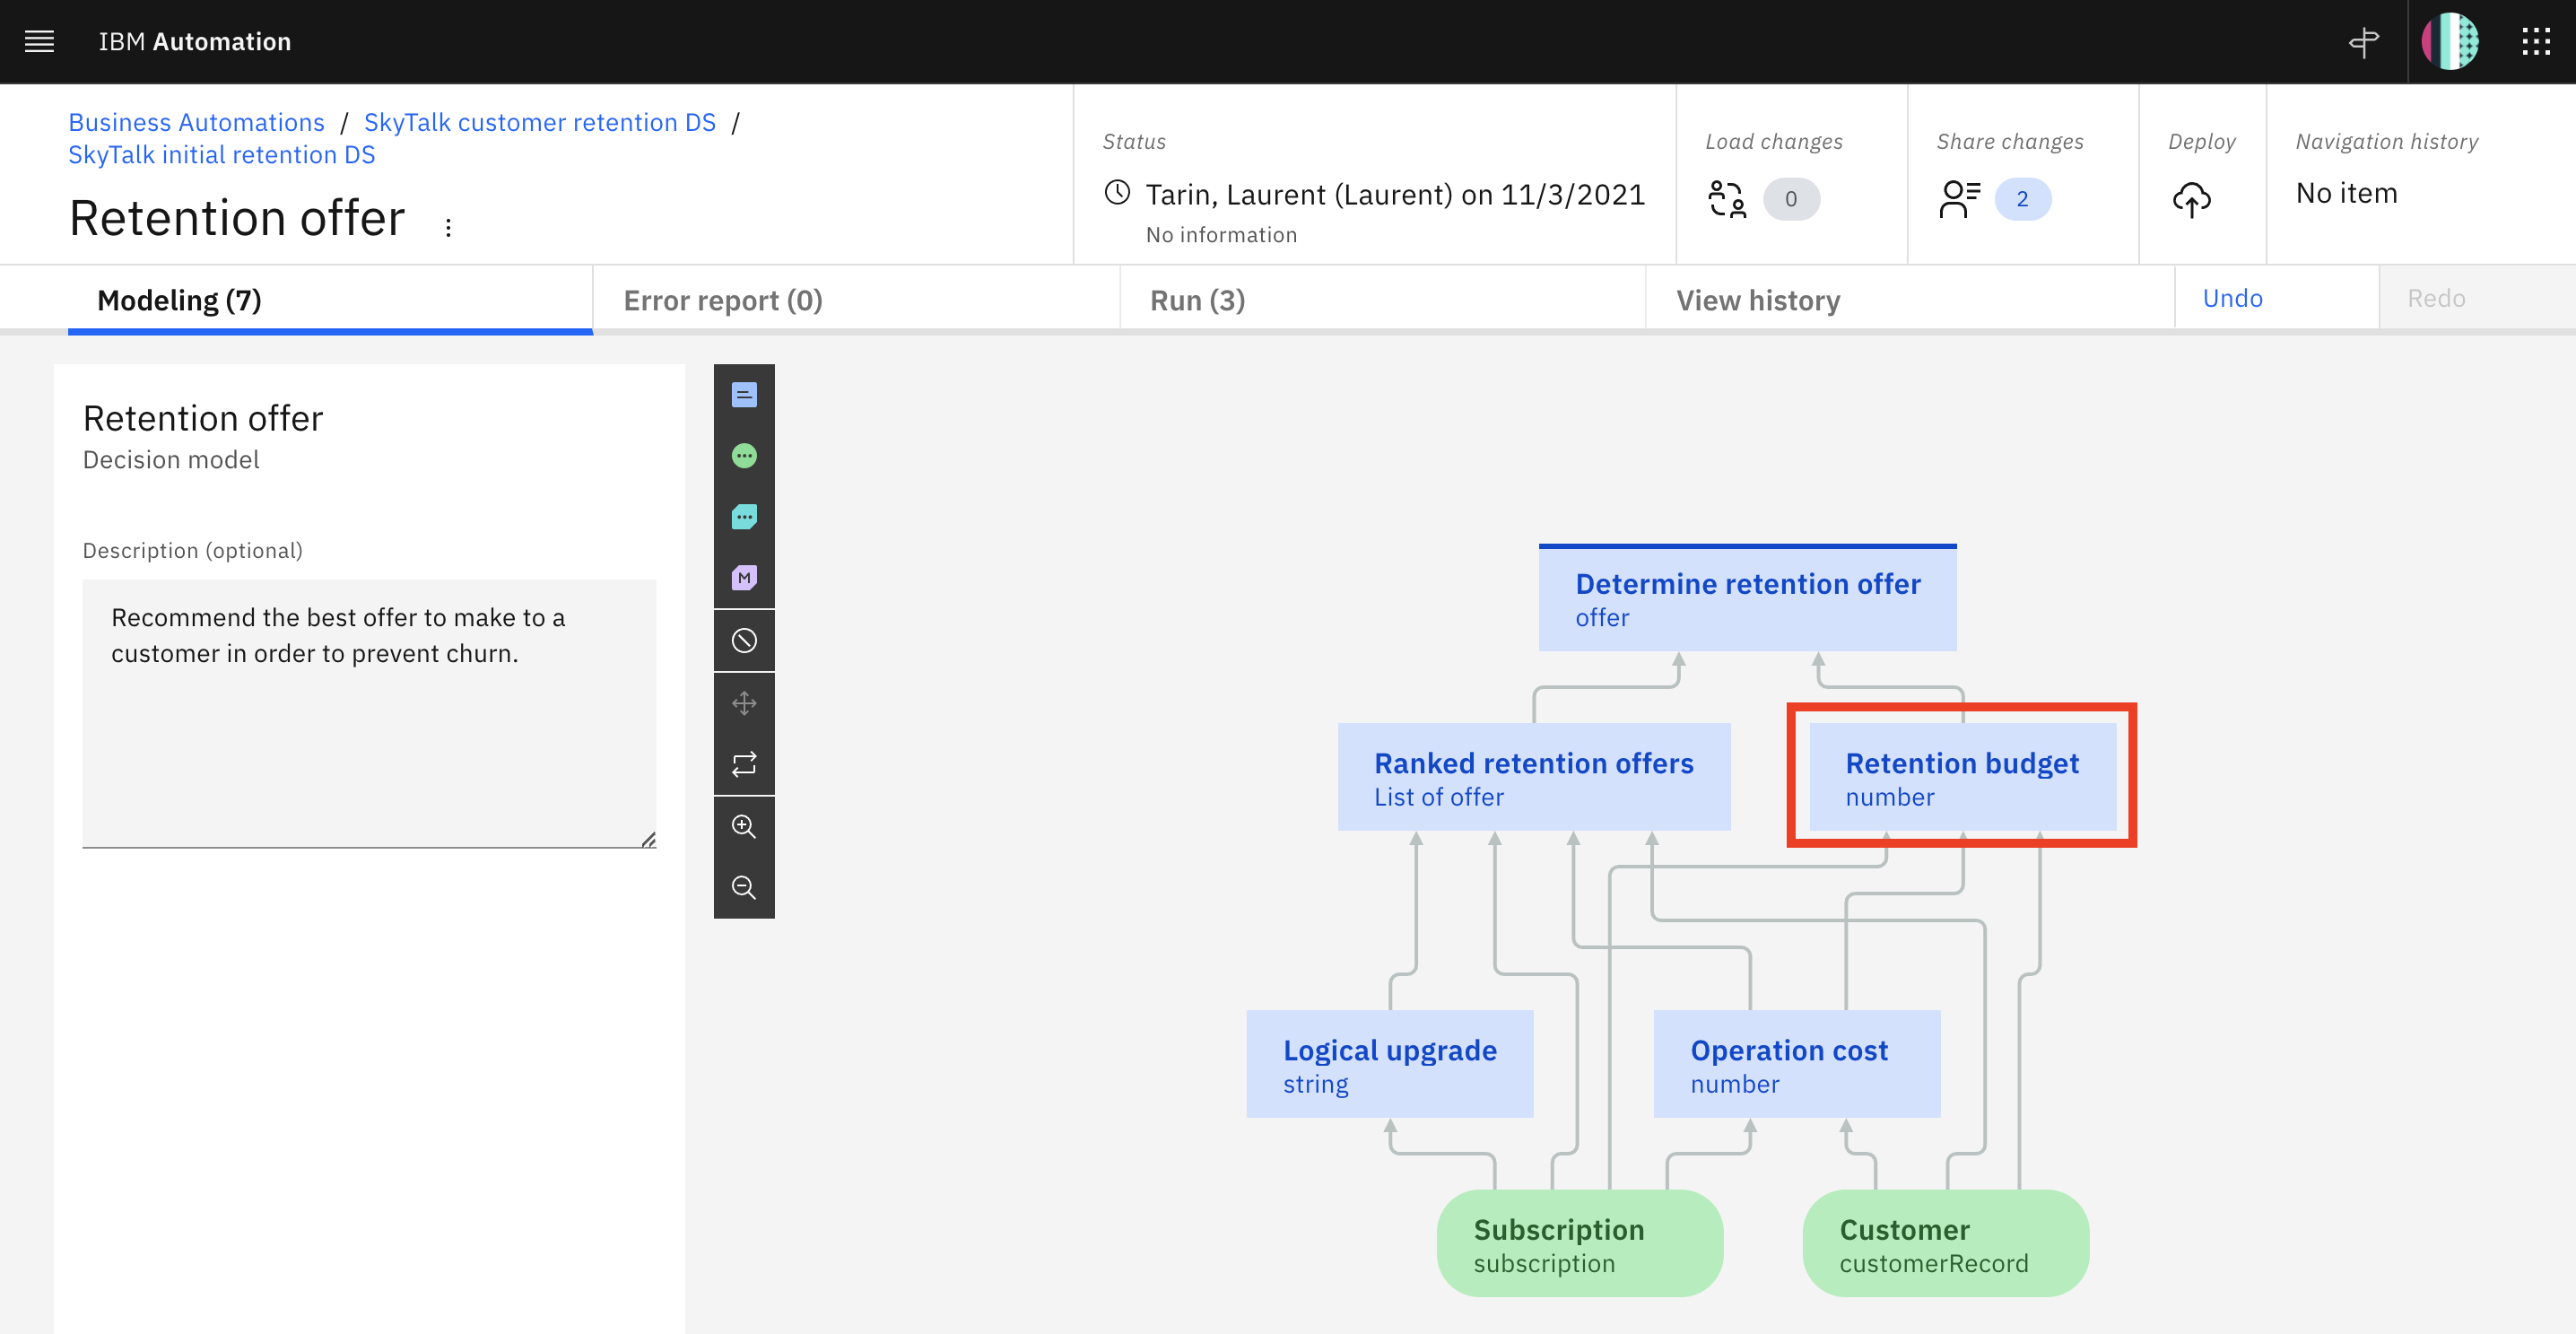 IBM Automation
Business Automations / SkyTalk customer retention DS /
SkyTalk initial retention DS
Retention offer
Status
Tarin, Laurent (Laurent) on 11/3/2021
No information
Load changes
0
Share changes
2
Deploy
Navigation history
No item
Modeling (7)
Error report (0)
Run (3)
View history
Undo
Redo
Retention offer
Decision model
Description (optional)
Recommend the best offer to make to a
customer in order to prevent churn.
M
Determine retention offer
offer
Ranked retention offers
List of offer
Retention budget
number
Logical upgrade
string
Operation cost
number
Subscription
subscription
Customer
customerRecord